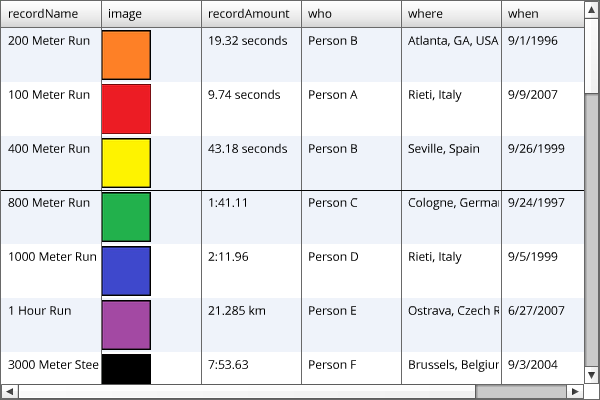 recordName image recordAmount who where when
200 Meter Run 19.32 seconds Person B Atlanta, GA, USA 9/1/1996
100 Meter Run 9.74 seconds Person A Rieti, Italy 9/9/2007
400 Meter Run 43.18 seconds Person B Seville, Spain 9/26/1999
800 Meter Run 1:41.11 Person C Cologne, Germa 9/24/1997
1000 Meter Run 2:11.96 Person D Rieti, Italy 9/5/1999
1 Hour Run 21.285 km Person E Ostrava, Czech R 6/27/2007
3000 Meter Stee 7:53.63 Person F Brussels, Belgiur 9/3/2004